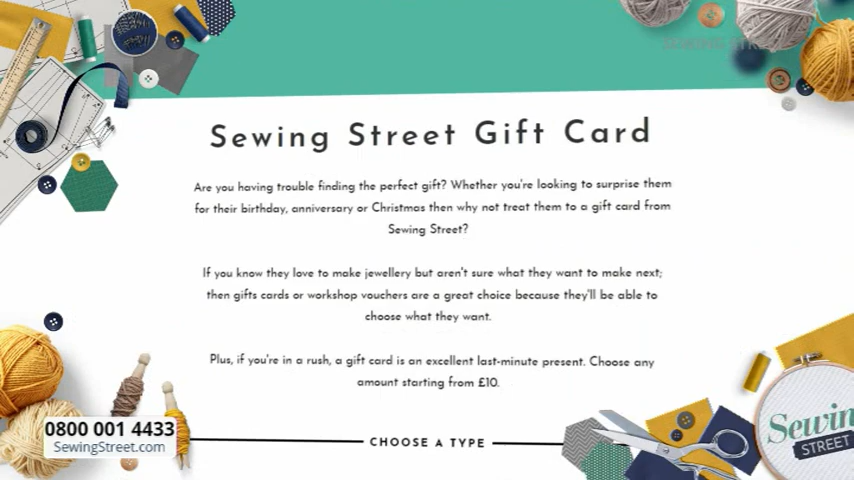 Sewing Street Gift Card
Are you having trouble finding the perfect gift? Whether you're looking to surprise them
for their birthday, anniversary or Christmas then why not treat them to a gift card from
Sewing Street?
If you know they love to make jewellery but aren't sure what they want to make next;
then gifts cards or workshop vouchers are a great choice because they'll be able to
choose what they want.
Plus, if you're in a rush, a gift card is an excellent last-minute present. Choose any
amount starting from £10.
0800 001 4433
SewingStreet.com
CHOOSE A TYPE
Sewin
STREET